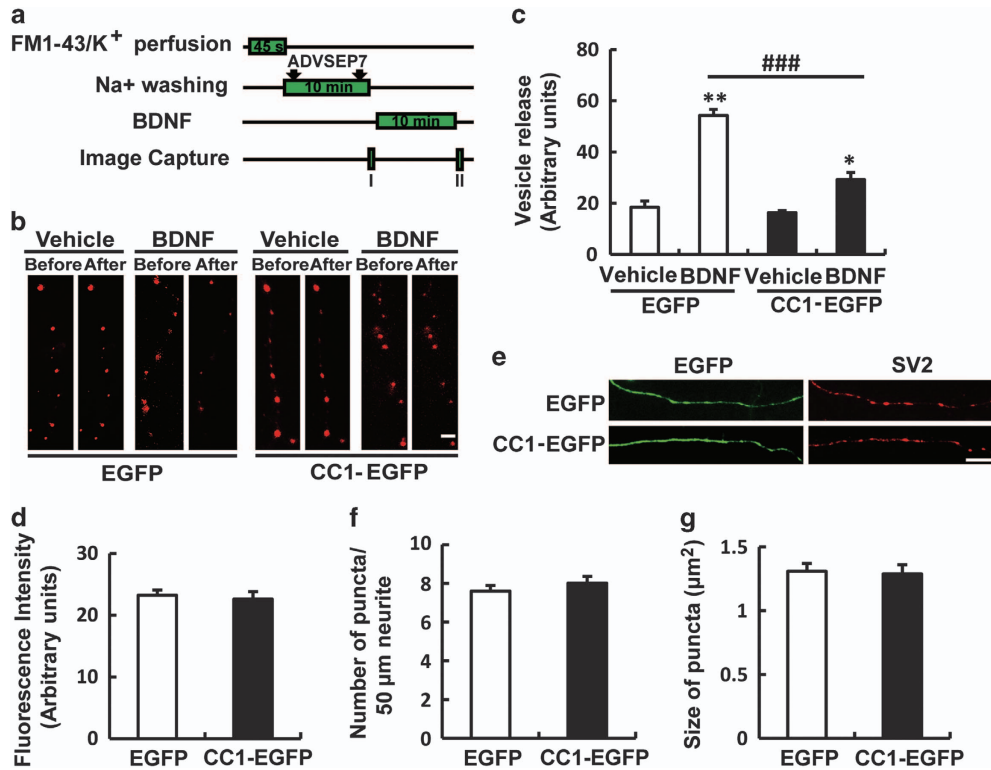 a
FM1-43/K+ perfusion
45 s
ADVSEP7
Na+ washing
10 min
BDNF
10 min
Image Capture
I II
b
Vehicle BDNF Vehicle BDNF
Before After Before After Before After Before After
EGFP CC1-EGFP
c
Vesicle release
(Arbitrary units)
80
60
40
20
0
###
**
*
Vehicle BDNF Vehicle BDNF
EGFP CC1-EGFP
e
EGFP SV2
EGFP
CC1-EGFP
d
Fluorescence Intensity
(Arbitrary units)
30
20
10
0
EGFP CC1-EGFP
f
Number of puncta/
50 µm neurite
10
8
6
4
2
0
EGFP CC1-EGFP
g
Size of puncta (µm²)
1.5
1
0.5
0
EGFP CC1-EGFP